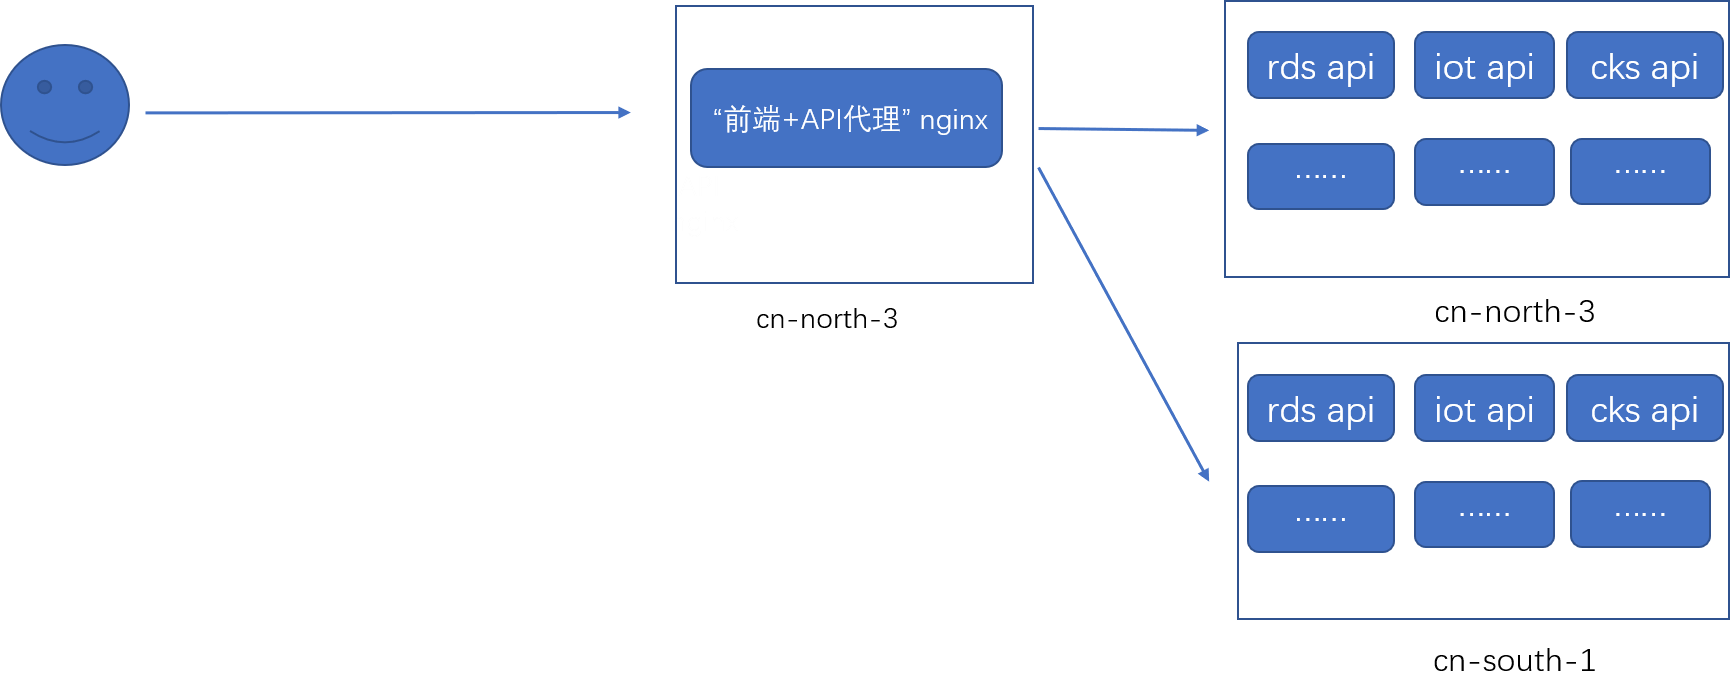 “前端+API代理” nginx
cn-north-3
rds api
iot api
cks api
……
……
……
cn-north-3
rds api
iot api
cks api
……
……
……
cn-south-1